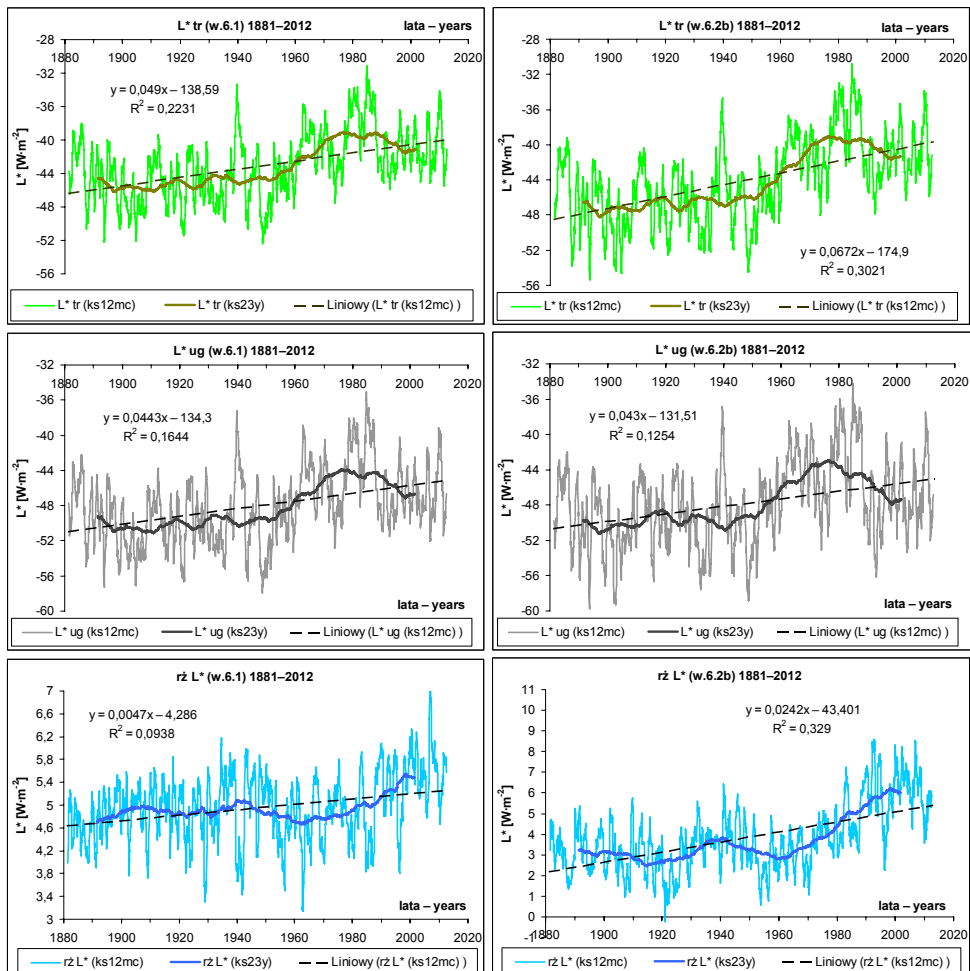 L* tr (w.6.1) 1881–2012
lata – years
-28
1880 1900 1920 1940 1960 1980 2000 2020
-32
-36
-40
-44
-48
-52
-56
L* [W·m-2]
y = 0,049x – 138,59
R2 = 0,2231
L* tr (ks12mc) L* tr (ks23y) Liniowy (L* tr (ks12mc) )
L* tr (w.6.2b) 1881–2012
lata – years
-28
1880 1900 1920 1940 1960 1980 2000 2020
-32
-36
-40
-44
-48
-52
-56
L* [W·m-2]
y = 0,0672x – 174,9
R2 = 0,3021
L* tr (ks12mc) L* tr (ks23y) Liniowy (L* tr (ks12mc) )
L* ug (w.6.1) 1881–2012
-32
1880 1900 1920 1940 1960 1980 2000 2020
-36
-40
-44
-48
-52
-56
-60
L* [W·m-2]
y = 0,0443x – 134,3
R2 = 0,1644
lata – years
L* ug (ks12mc) L* ug (ks23y) Liniowy (L* ug (ks12mc) )
L* ug (w.6.2b) 1881–2012
-32
1880 1900 1920 1940 1960 1980 2000 2020
-36
-40
-44
-48
-52
-56
-60
L* [W·m-2]
y = 0,043x – 131,51
R2 = 0,1254
lata – years
L* ug (ks12mc) L* ug (ks23y) Liniowy (L* ug (ks12mc) )
rż L* (w.6.1) 1881–2012
7
6,6
6,2
5,8
5,4
5
4,6
4,2
3,8
3,4
3
L* [W·m-2]
y = 0,0047x – 4,286
R2 = 0,0938
lata – years
1880 1900 1920 1940 1960 1980 2000 2020
rż L* (ks12mc) rż L* (ks23y) Liniowy (rż L* (ks12mc) )
rż L* (w.6.2b) 1881–2012
11
10
9
8
7
6
5
4
3
2
1
0
-1
L* [W·m-2]
y = 0,0242x – 43,401
R2 = 0,329
lata – years
1880 1900 1920 1940 1960 1980 2000 2020
rż L* (ks12mc) rż L* (ks23y) Liniowy (rż L* (ks12mc) )